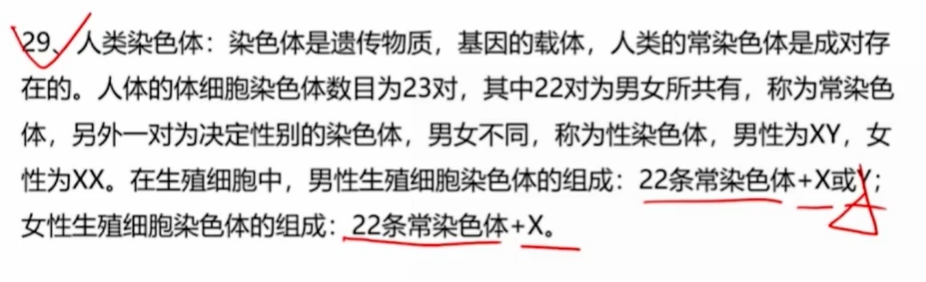 29、人类染色体：染色体是遗传物质，基因的载体，人类的常染色体是成对存
在的。人体的体细胞染色体数目为23对，其中22对为男女所共有，称为常染色
体，另外一对为决定性别的染色体，男女不同，称为性染色体，男性为XY，女
性为XX。在生殖细胞中，男性生殖细胞染色体的组成：22条常染色体+X或Y；
女性生殖细胞染色体的组成：22条常染色体+X。